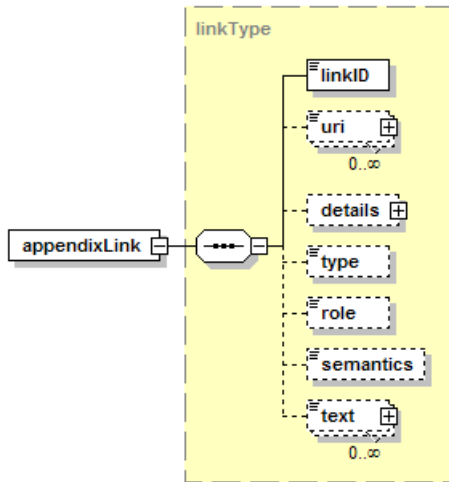 linkType
linkID
uri
0..∞
details
appendixLink
type
role
semantics
text
0..∞